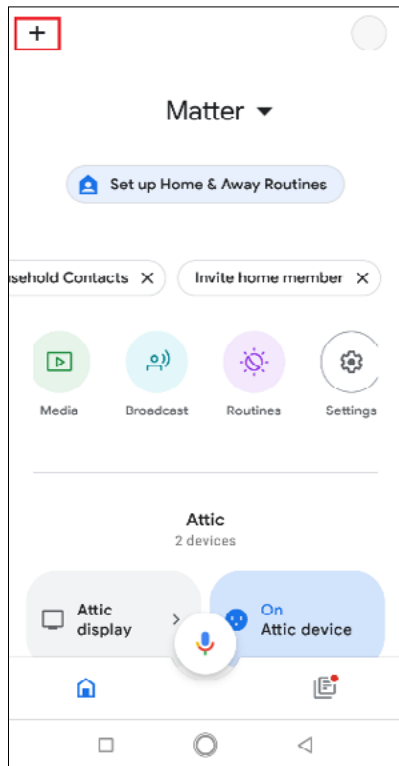 +
Matter
Set up Home & Away Routines
sehold Contacts X Invite home member X
Media Broadcast Routines Settings
Attic
2 devices
Attic
display
On
Attic device